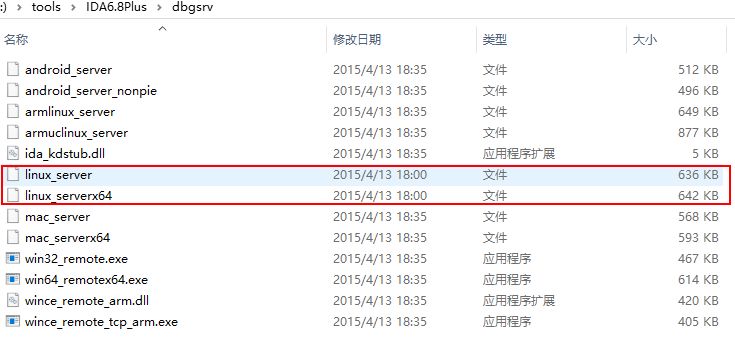 :) > tools > IDA6.8Plus > dbgsrv
名称 修改日期 类型 大小
android_server 2015/4/13 18:35 文件 512 KB
android_server_nonpie 2015/4/13 18:35 文件 496 KB
armlinux_server 2015/4/13 18:35 文件 649 KB
armuclinux_server 2015/4/13 18:35 文件 877 KB
ida_kdstub.dll 2015/4/13 18:35 应用程序扩展 5 KB
linux_server 2015/4/13 18:00 文件 636 KB
linux_serverx64 2015/4/13 18:00 文件 642 KB
mac_server 2015/4/13 18:35 文件 568 KB
mac_serverx64 2015/4/13 18:35 文件 593 KB
win32_remote.exe 2015/4/13 18:35 应用程序 467 KB
win64_remotex64.exe 2015/4/13 18:35 应用程序 614 KB
wince_remote_arm.dll 2015/4/13 18:35 应用程序扩展 420 KB
wince_remote_tcp_arm.exe 2015/4/13 18:35 应用程序 405 KB